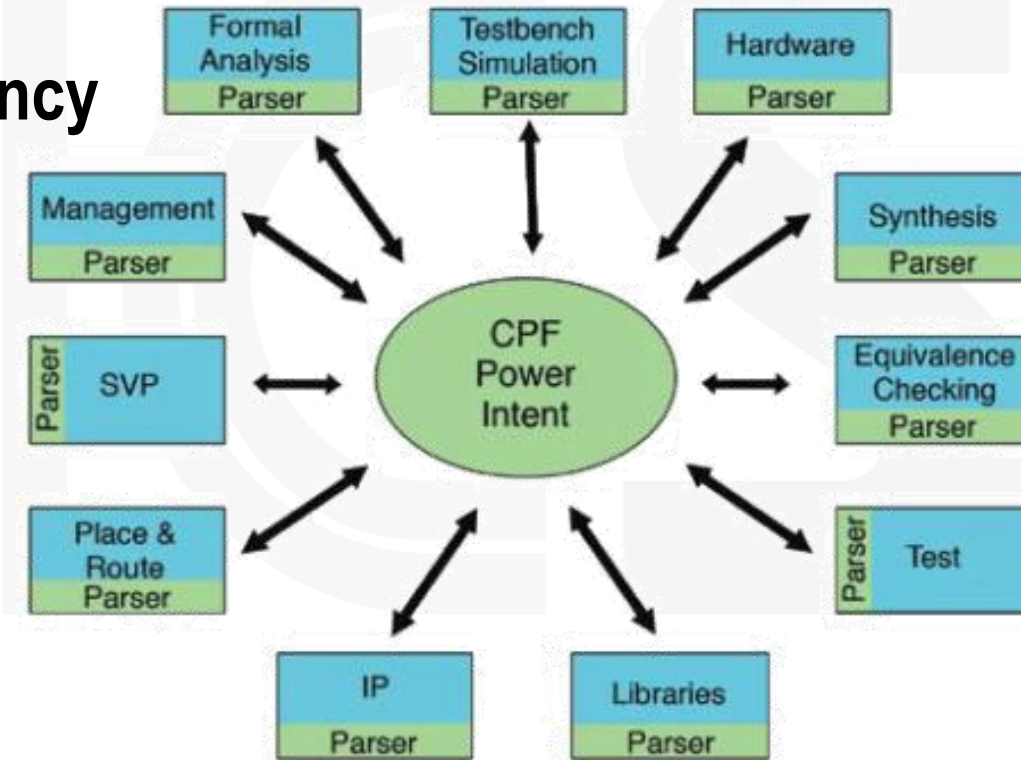 Formal
Analysis
Parser
Testbench
Simulation
Parser
Hardware
Parser
ncy
Management
Parser
Synthesis
Parser
CPF
Power
Intent
Parser
SVP
Equivalence
Checking
Parser
Place &
Route
Parser
Parser
Test
IP
Parser
Libraries
Parser